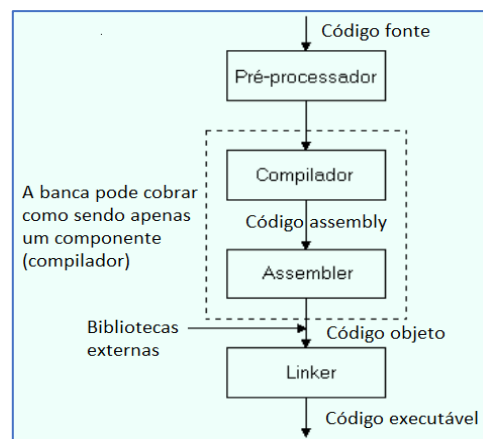 Código fonte
Pré-processador
Compilador
A banca pode cobrar
como sendo apenas
um componente
(compilador)
Código assembly
Assembler
Bibliotecas
externas
Código objeto
Linker
Código executável